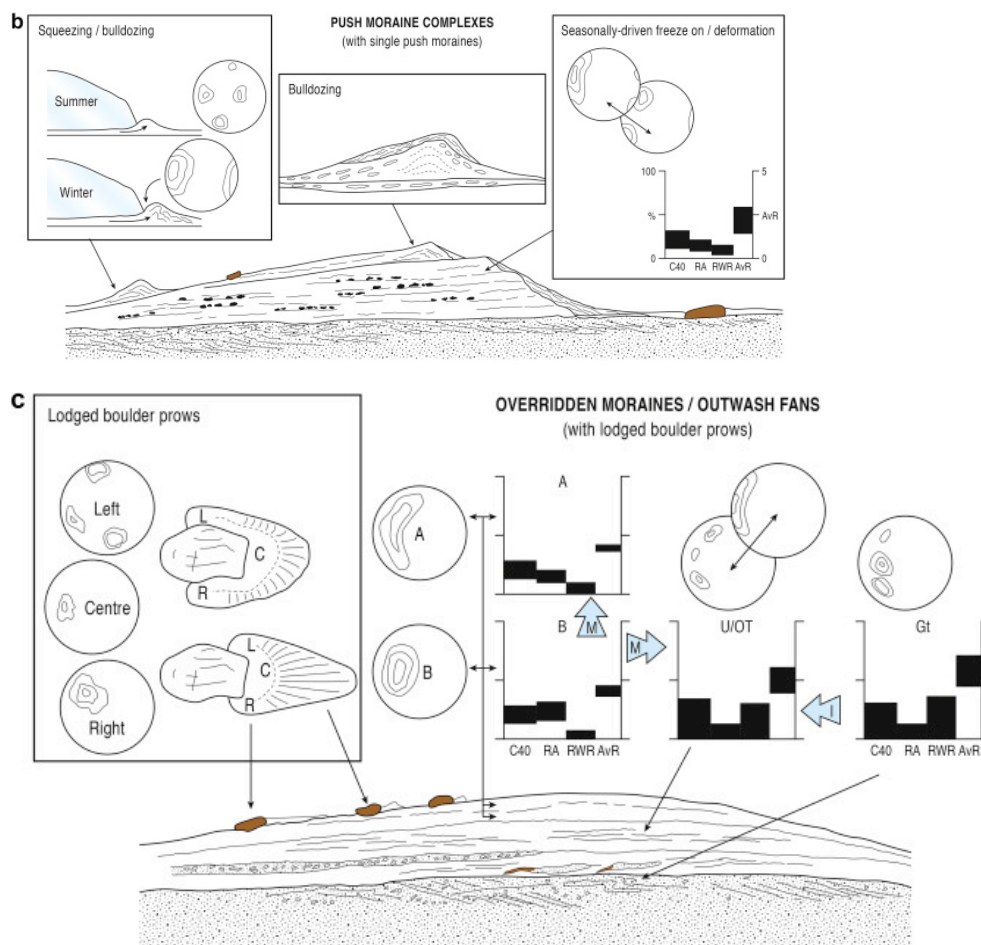 b
Squeezing / bulldozing
Summer
Winter
PUSH MORAINE COMPLEXES
(with single push moraines)
Bulldozing
Seasonally-driven freeze on / deformation
100
5
%
AvR
0
0
C40 RA RWR AvR
c
Lodged boulder prows
Left
Centre
Right
L
C
R
L
C
R
OVERRIDDEN MORAINES / OUTWASH FANS
(with lodged boulder prows)
A
A
M
B
B
M
C40 RA RWR AvR
U/OT
I
Gt
C40 RA RWR AvR